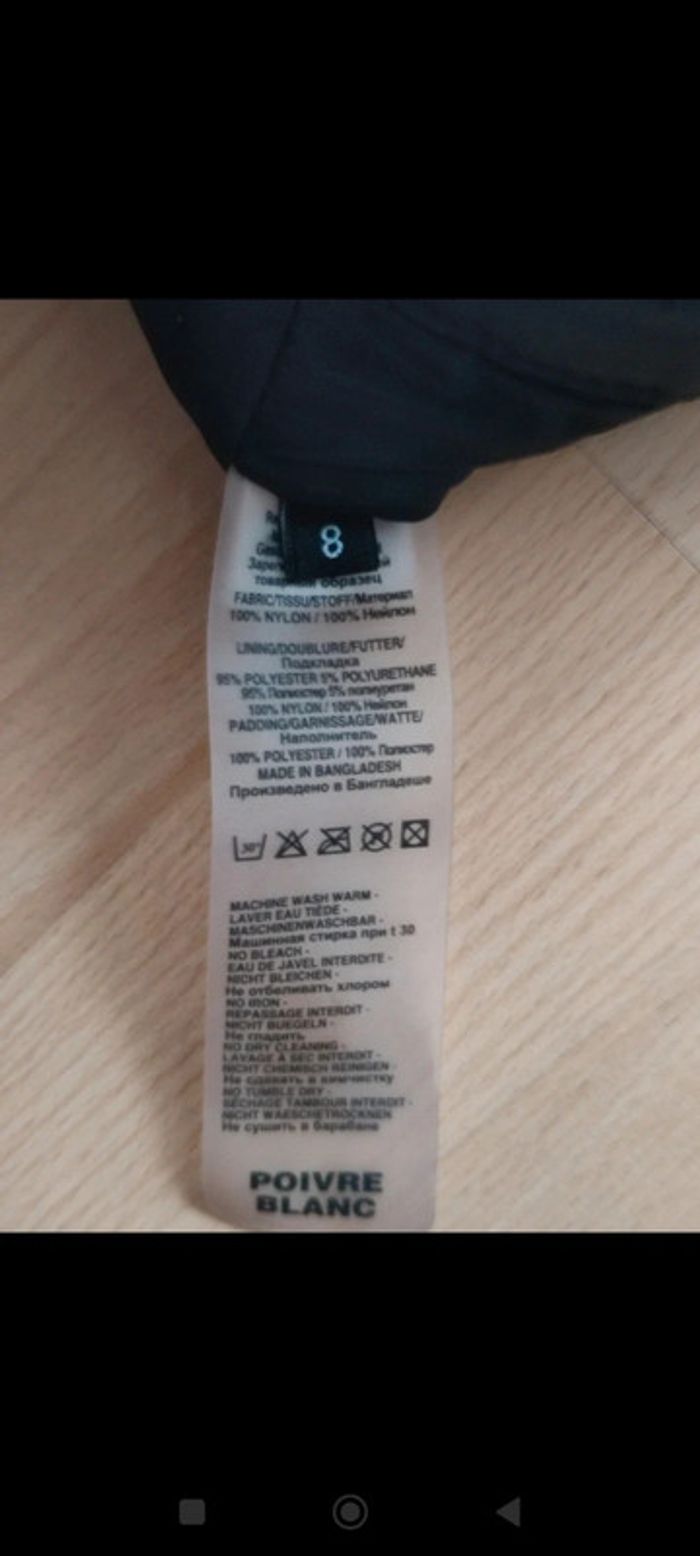 8
товарный образец
FABRIC/TISSU/STOFF/Материал
100% NYLON / 100% Нейлон
LINING/DOUBLURE/FUTTER/
Подкладка
95% POLYESTER 5% POLYURETHANE
95% Полиэстер 5% полиуретан
100% NYLON / 100% Нейлон
PADDING/GARNISSAGE/WATTE/
Наполнитель
100% POLYESTER / 100% Полиэстер
MADE IN BANGLADESH
Произведено в Бангладеше
30°
MACHINE WASH WARM -
LAVER EAU TIÈDE -
MASCHINENWASCHBAR -
Машинная стирка при t 30
NO BLEACH -
EAU DE JAVEL INTERDITE -
NICHT BLEICHEN -
Не отбеливать хлором
NO IRON -
REPASSAGE INTERDIT -
NICHT BUEGELN -
Не гладить
NO DRY CLEANING -
LAVAGE À SEC INTERDIT -
NICHT CHEMISCH REINIGEN -
Не сдавать в химчистку
NO TUMBLE DRY -
SÉCHAGE TAMBOUR INTERDIT -
NICHT WAESCHETROCKNEN
Не сушить в барабане
POIVRE
BLANC